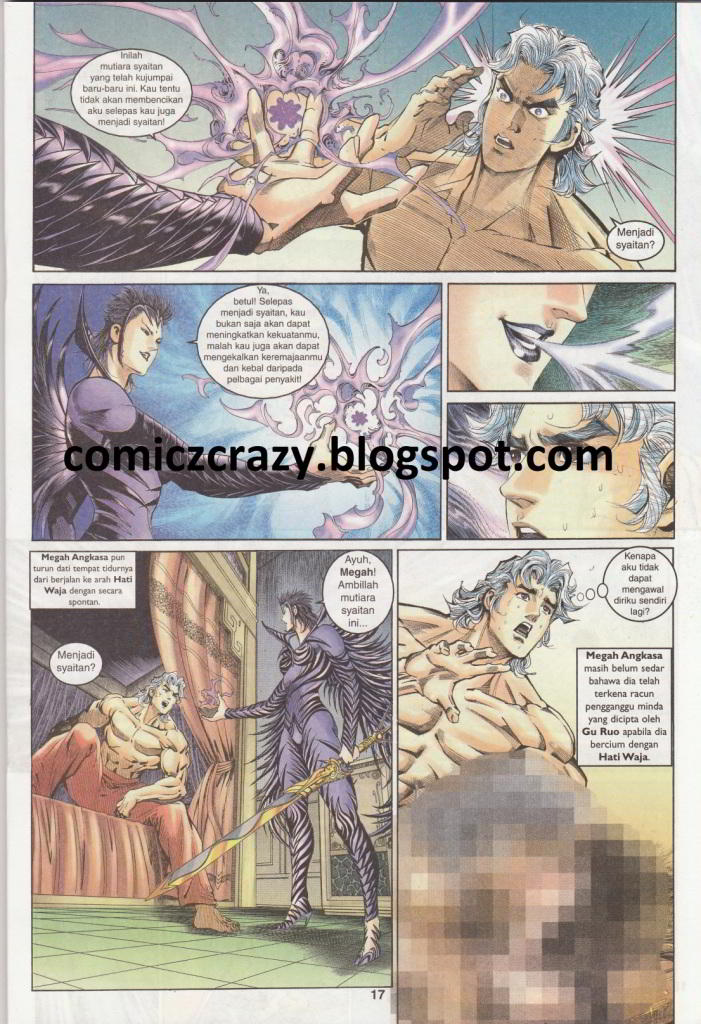 Inilah
mutiara syaitan
yang telah kujumpai
baru-baru ini. Kau tentu
tidak akan membencikan
aku selepas kau juga
menjadi syaitan!
Menjadi
syaitan?
Ya,
betul! Selepas
menjadi syaitan, kau
bukan saja akan dapat
meningkatkan kekuatanmu,
malah kau juga akan dapat
mengekalkan keremajaanmu
dan kebal daripada
pelbagai penyakit!
comiczcrazy.blogspot.com
Megah Angkasa pun
turun dati tempat tidurnya
dari berjalan ke arah Hati
Waja dengan secara
spontan.
Menjadi
syaitan?
Ayuh,
Megah!
Ambillah
mutiara
syaitan
ini...
Kenapa
aku tidak
dapat
mengawal
diriku sendiri
lagi?
Megah Angkasa
masih belum sedar
bahawa dia telah
terkena racun
pengganggu minda
yang dicipta oleh
Gu Ruo apabila dia
bercium dengan
Hati Waja.
17